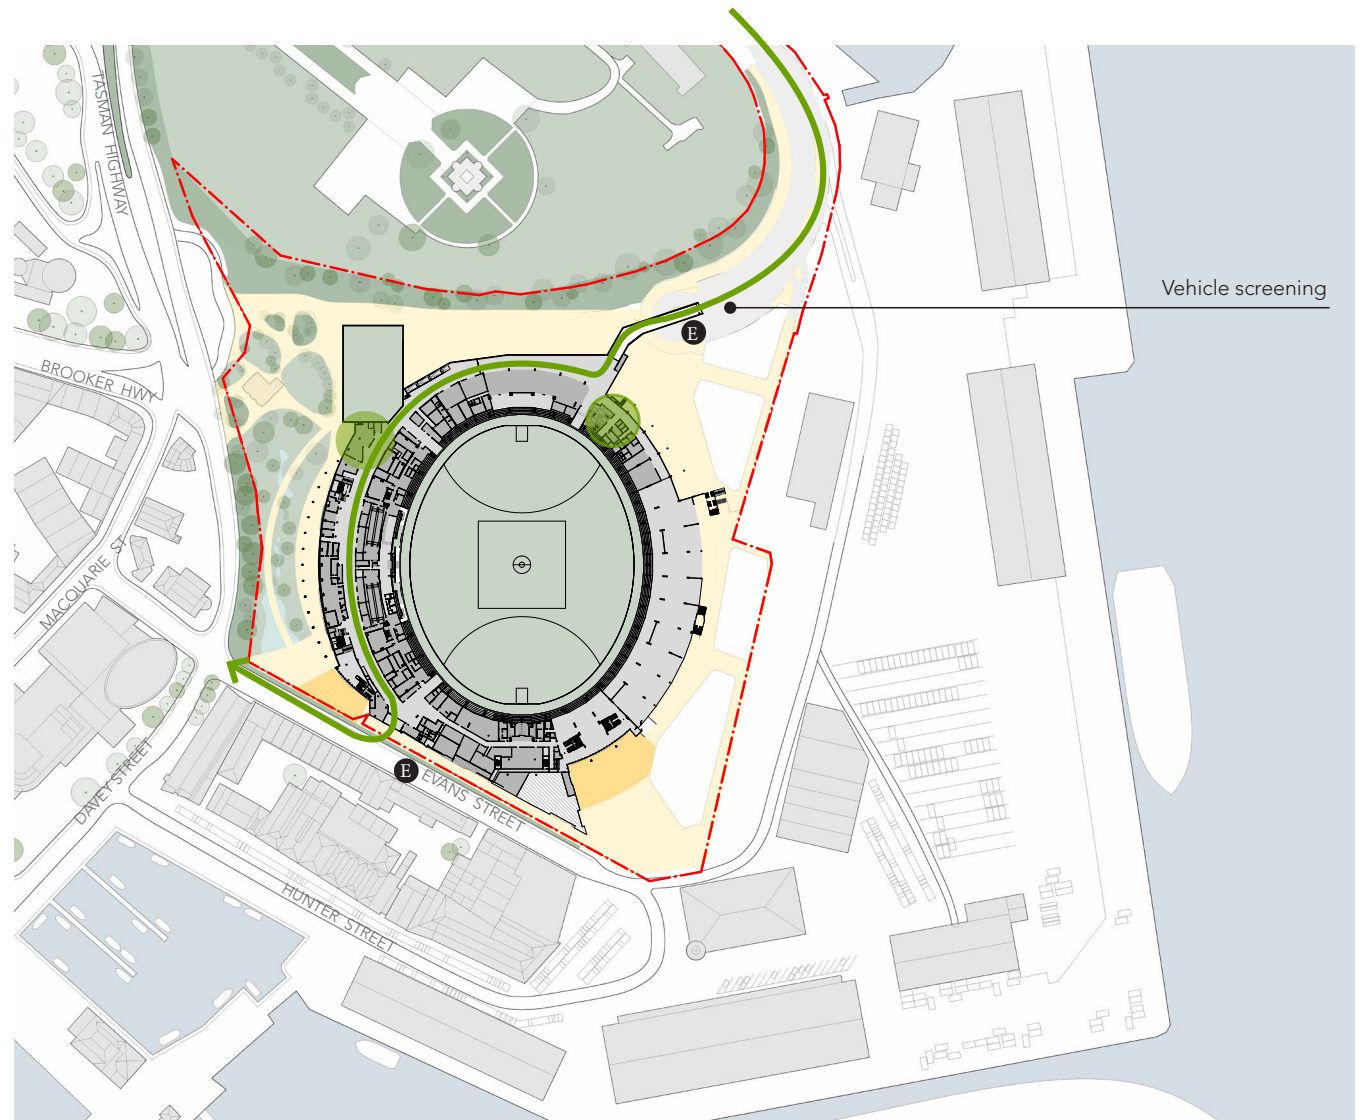 TASMAN HIGHWAY
Vehicle screening
E
BROOKER HWY
MACQUARIE ST
E
EVANS STREET
DAVEY STREET
HUNTER STREET